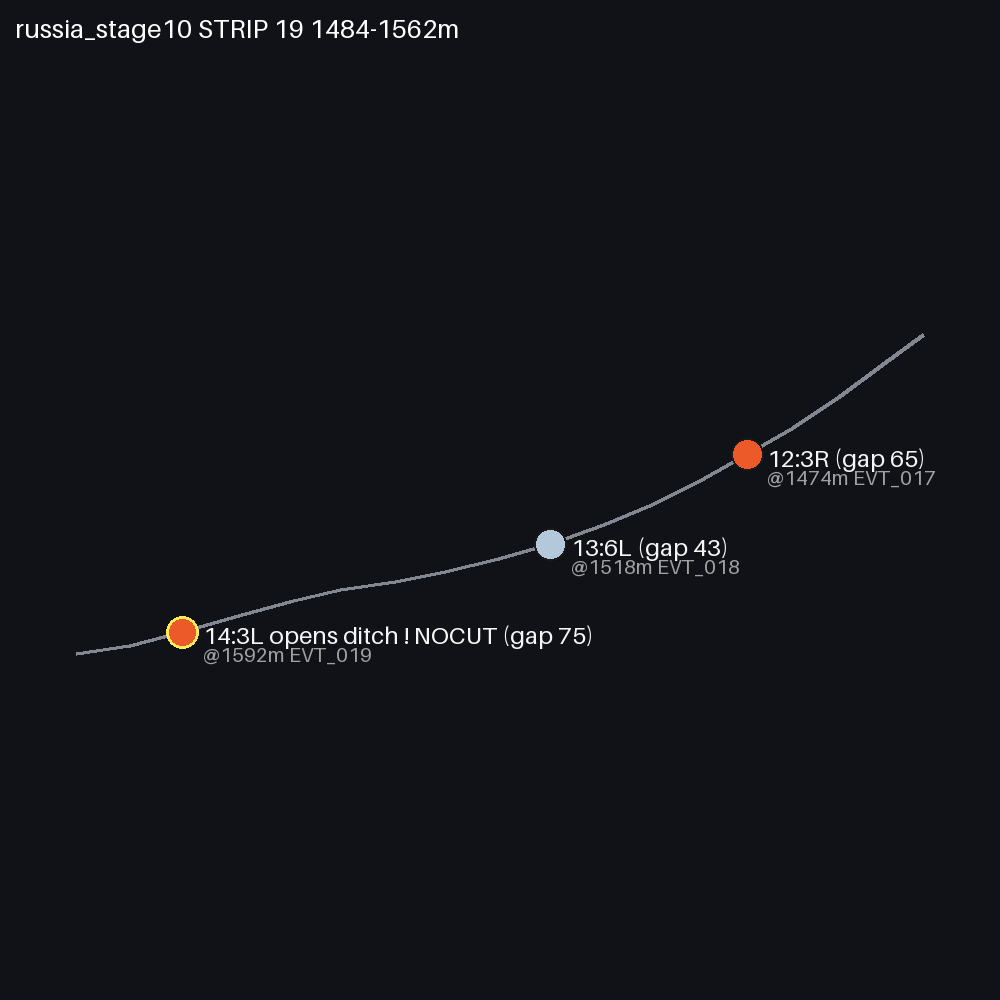 russia_stage10 STRIP 19 1484-1562m
12:3R (gap 65)
@1474m EVT_017
13:6L (gap 43)
@1518m EVT_018
14:3L opens ditch ! NOCUT (gap 75)
@1592m EVT_019